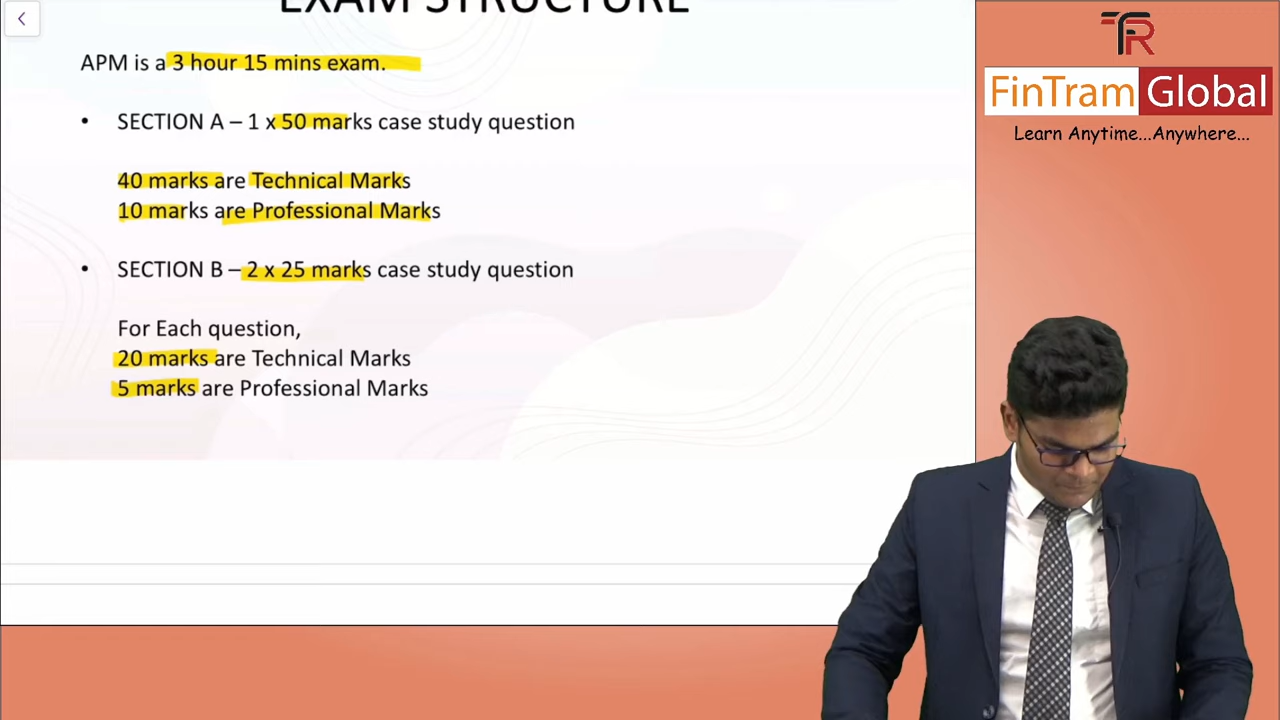 EXAM STRUCTURE
APM is a 3 hour 15 mins exam.
• SECTION A – 1 x 50 marks case study question
40 marks are Technical Marks
10 marks are Professional Marks
• SECTION B – 2 x 25 marks case study question
For Each question,
20 marks are Technical Marks
5 marks are Professional Marks
FinTram Global
Learn Anytime...Anywhere...